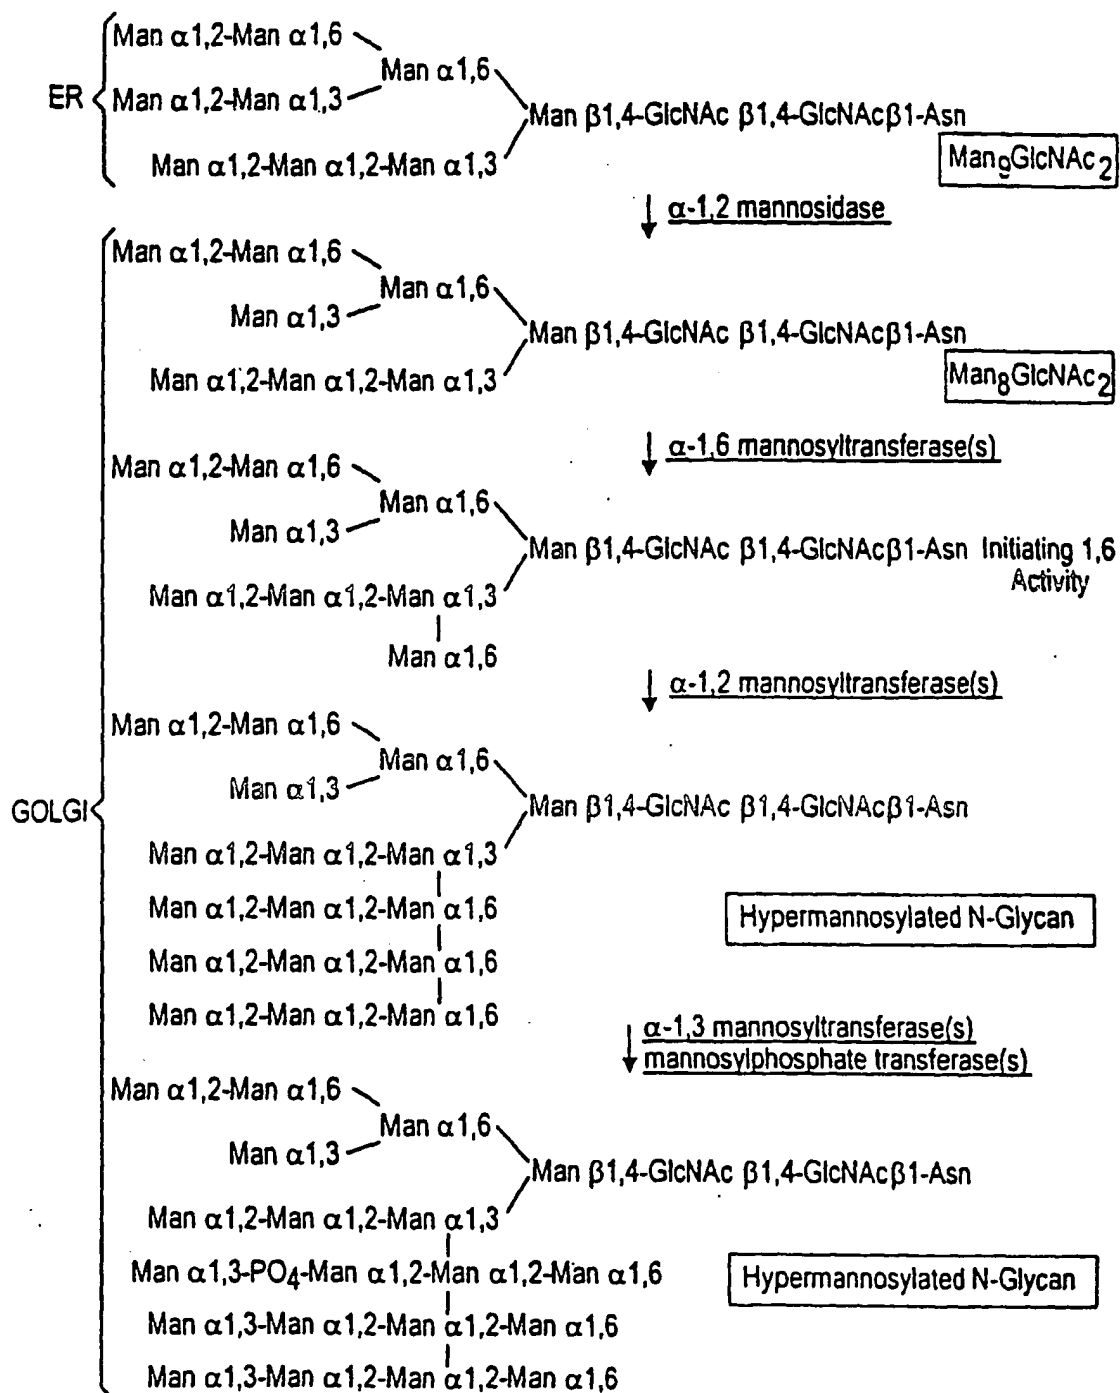 Man α1,2-Man α1,6
Man α1,6
ER
Man α1,2-Man α1,3
Man β1,4-GlcNAc β1,4-GlcNAcβ1-Asn
Man α1,2-Man α1,2-Man α1,3
Man9GlcNAc2
α-1,2 mannosidase
Man α1,2-Man α1,6
Man α1,6
Man α1,3
Man β1,4-GlcNAc β1,4-GlcNAcβ1-Asn
Man α1,2-Man α1,2-Man α1,3
Man8GlcNAc2
α-1,6 mannosyltransferase(s)
Man α1,2-Man α1,6
Man α1,6
Man α1,3
Man β1,4-GlcNAc β1,4-GlcNAcβ1-Asn Initiating 1,6
Activity
Man α1,2-Man α1,2-Man α1,3
Man α1,6
α-1,2 mannosyltransferase(s)
Man α1,2-Man α1,6
Man α1,6
Man α1,3
GOLGI
Man β1,4-GlcNAc β1,4-GlcNAcβ1-Asn
Man α1,2-Man α1,2-Man α1,3
Man α1,2-Man α1,2-Man α1,6
Hypermannosylated N-Glycan
Man α1,2-Man α1,2-Man α1,6
Man α1,2-Man α1,2-Man α1,6
α-1,3 mannosyltransferase(s)
mannosylphosphate transferase(s)
Man α1,2-Man α1,6
Man α1,6
Man α1,3
Man β1,4-GlcNAc β1,4-GlcNAcβ1-Asn
Man α1,2-Man α1,2-Man α1,3
Man α1,3-PO4-Man α1,2-Man α1,2-Man α1,6
Hypermannosylated N-Glycan
Man α1,3-Man α1,2-Man α1,2-Man α1,6
Man α1,3-Man α1,2-Man α1,2-Man α1,6